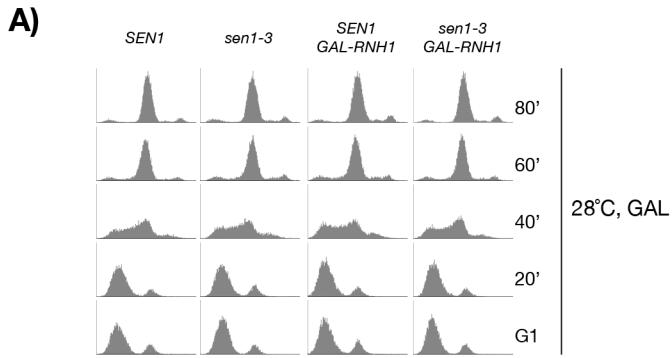 A)
SEN1
sen1-3
SEN1
GAL-RNH1
sen1-3
GAL-RNH1
80'
60'
40'
20'
G1
28°C, GAL